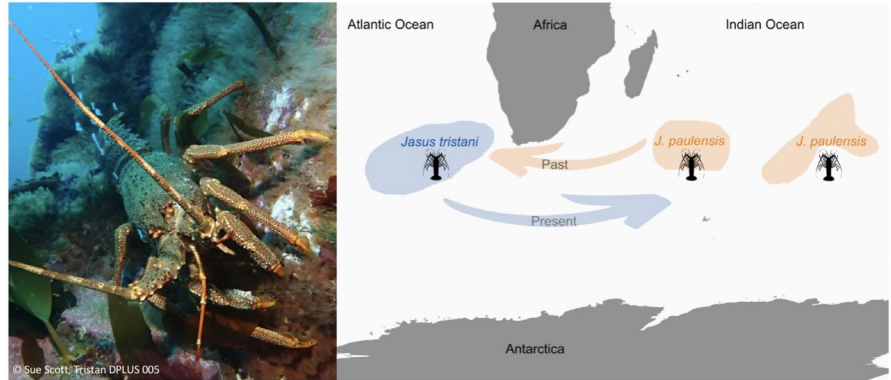 Atlantic Ocean
Africa
Indian Ocean
Jasus tristani
J. paulensis
J. paulensis
Past
Present
Antarctica
© Sue Scott, Tristan DPLUS 005